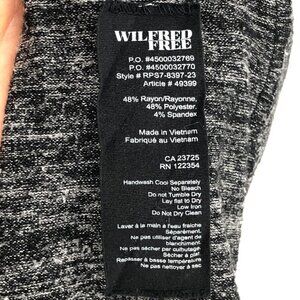 WILFRED
FREE
P.O. #4500032769
P.O. #4500032770
Style # RPS7-8397-23
Article # 49399
48% Rayon/Rayonne,
48% Polyester,
4% Spandex
Made in Vietnam
Fabriqué au Vietnam
CA 23725
RN 122354
Handwash Cool Separately
No Bleach
Do not Tumble Dry
Lay flat to Dry
Low Iron
Do Not Dry Clean
Laver à la main a l'eau fraîche
Séparément.
Ne pas utiliser d'agent de
blanchiment.
Ne pas sécher par culbutage
Sécher à plat.
Repasser à basse température
Ne pas nettoyer à sec